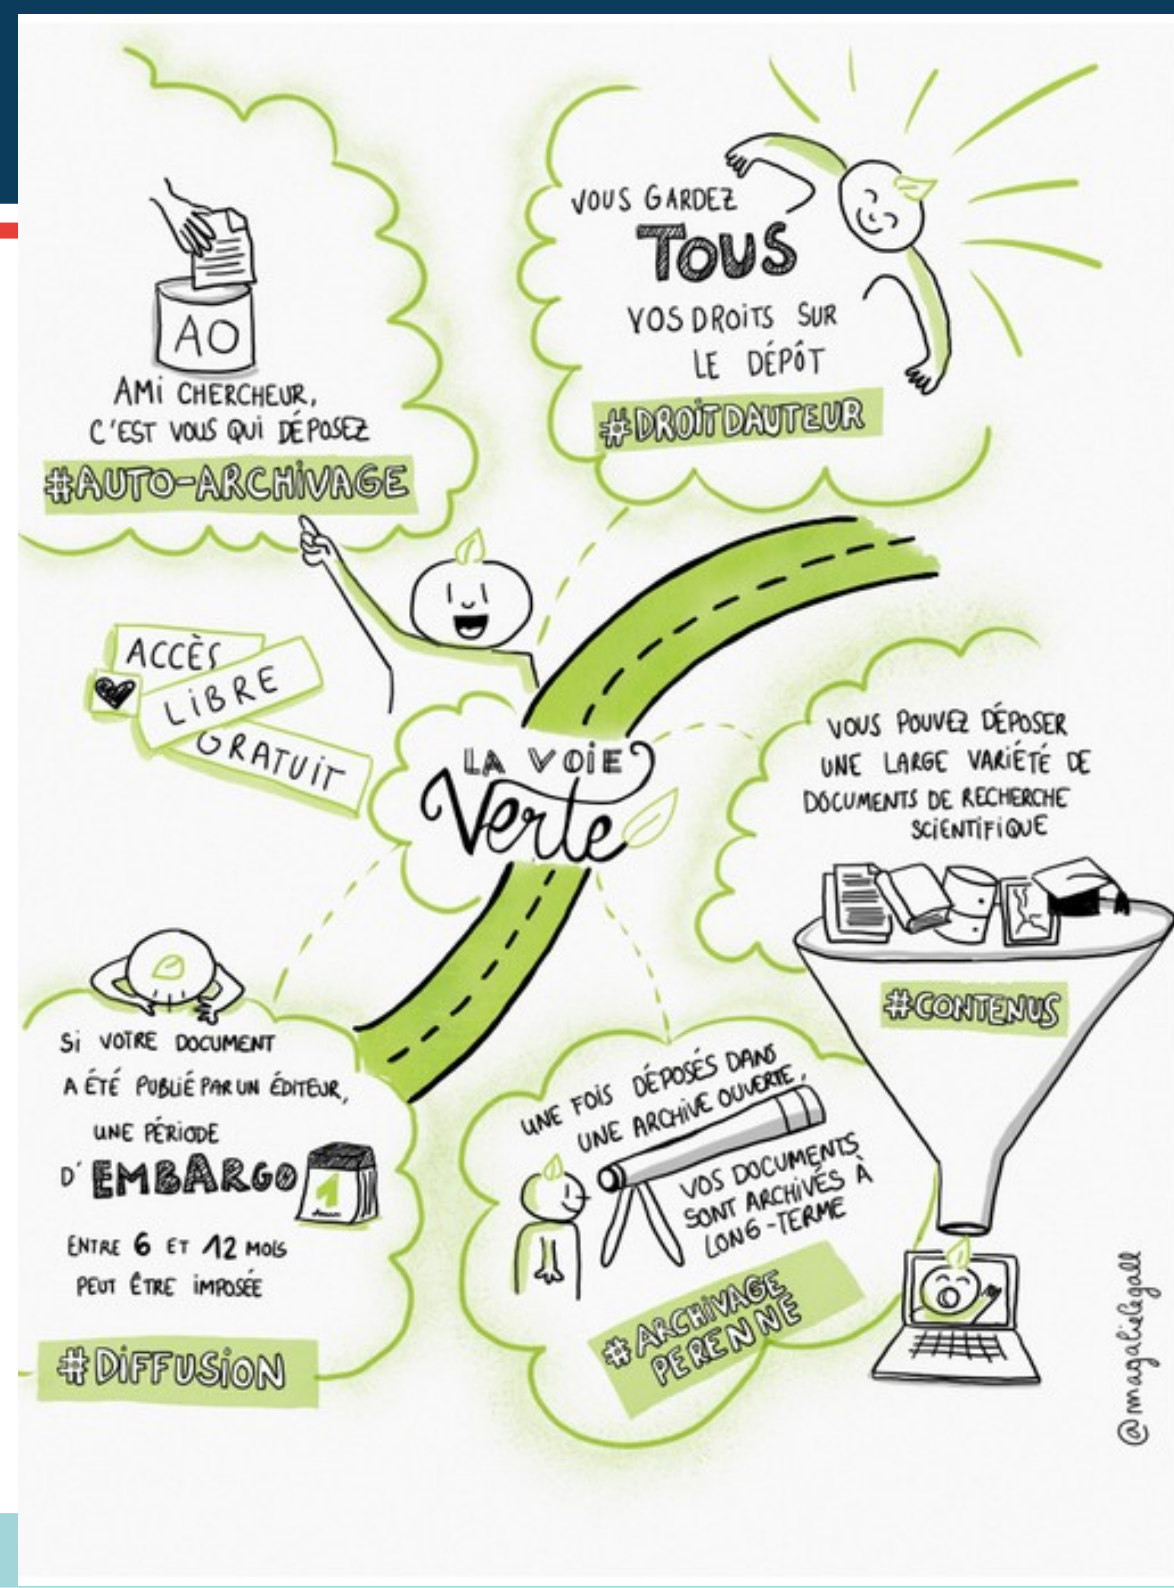 AO
AMI CHERCHEUR,
C'EST VOUS QUI DÉPOSEZ
#AUTO-ARCHIVAGE
VOUS GARDEZ
TOUS
VOS DROITS SUR
LE DÉPÔT
#DROITDAUTEUR
ACCÈS
LIBRE
GRATUIT
LA VOIE
Verte
VOUS POUVEZ DÉPOSER
UNE LARGE VARIÉTÉ DE
DOCUMENTS DE RECHERCHE
SCIENTIFIQUE
#CONTENUS
SI VOTRE DOCUMENT
A ÉTÉ PUBLIÉ PAR UN ÉDITEUR,
UNE PÉRIODE
D'EMBARGO
1
ENTRE 6 ET 12 MOIS
PEUT ÊTRE IMPOSÉE
#DIFFUSION
UNE FOIS DÉPOSÉS DANS
UNE ARCHIVE OUVERTE,
VOS DOCUMENTS
SONT ARCHIVÉS À
LONG-TERME
#ARCHIVAGE
PERENNE
@magalielegall